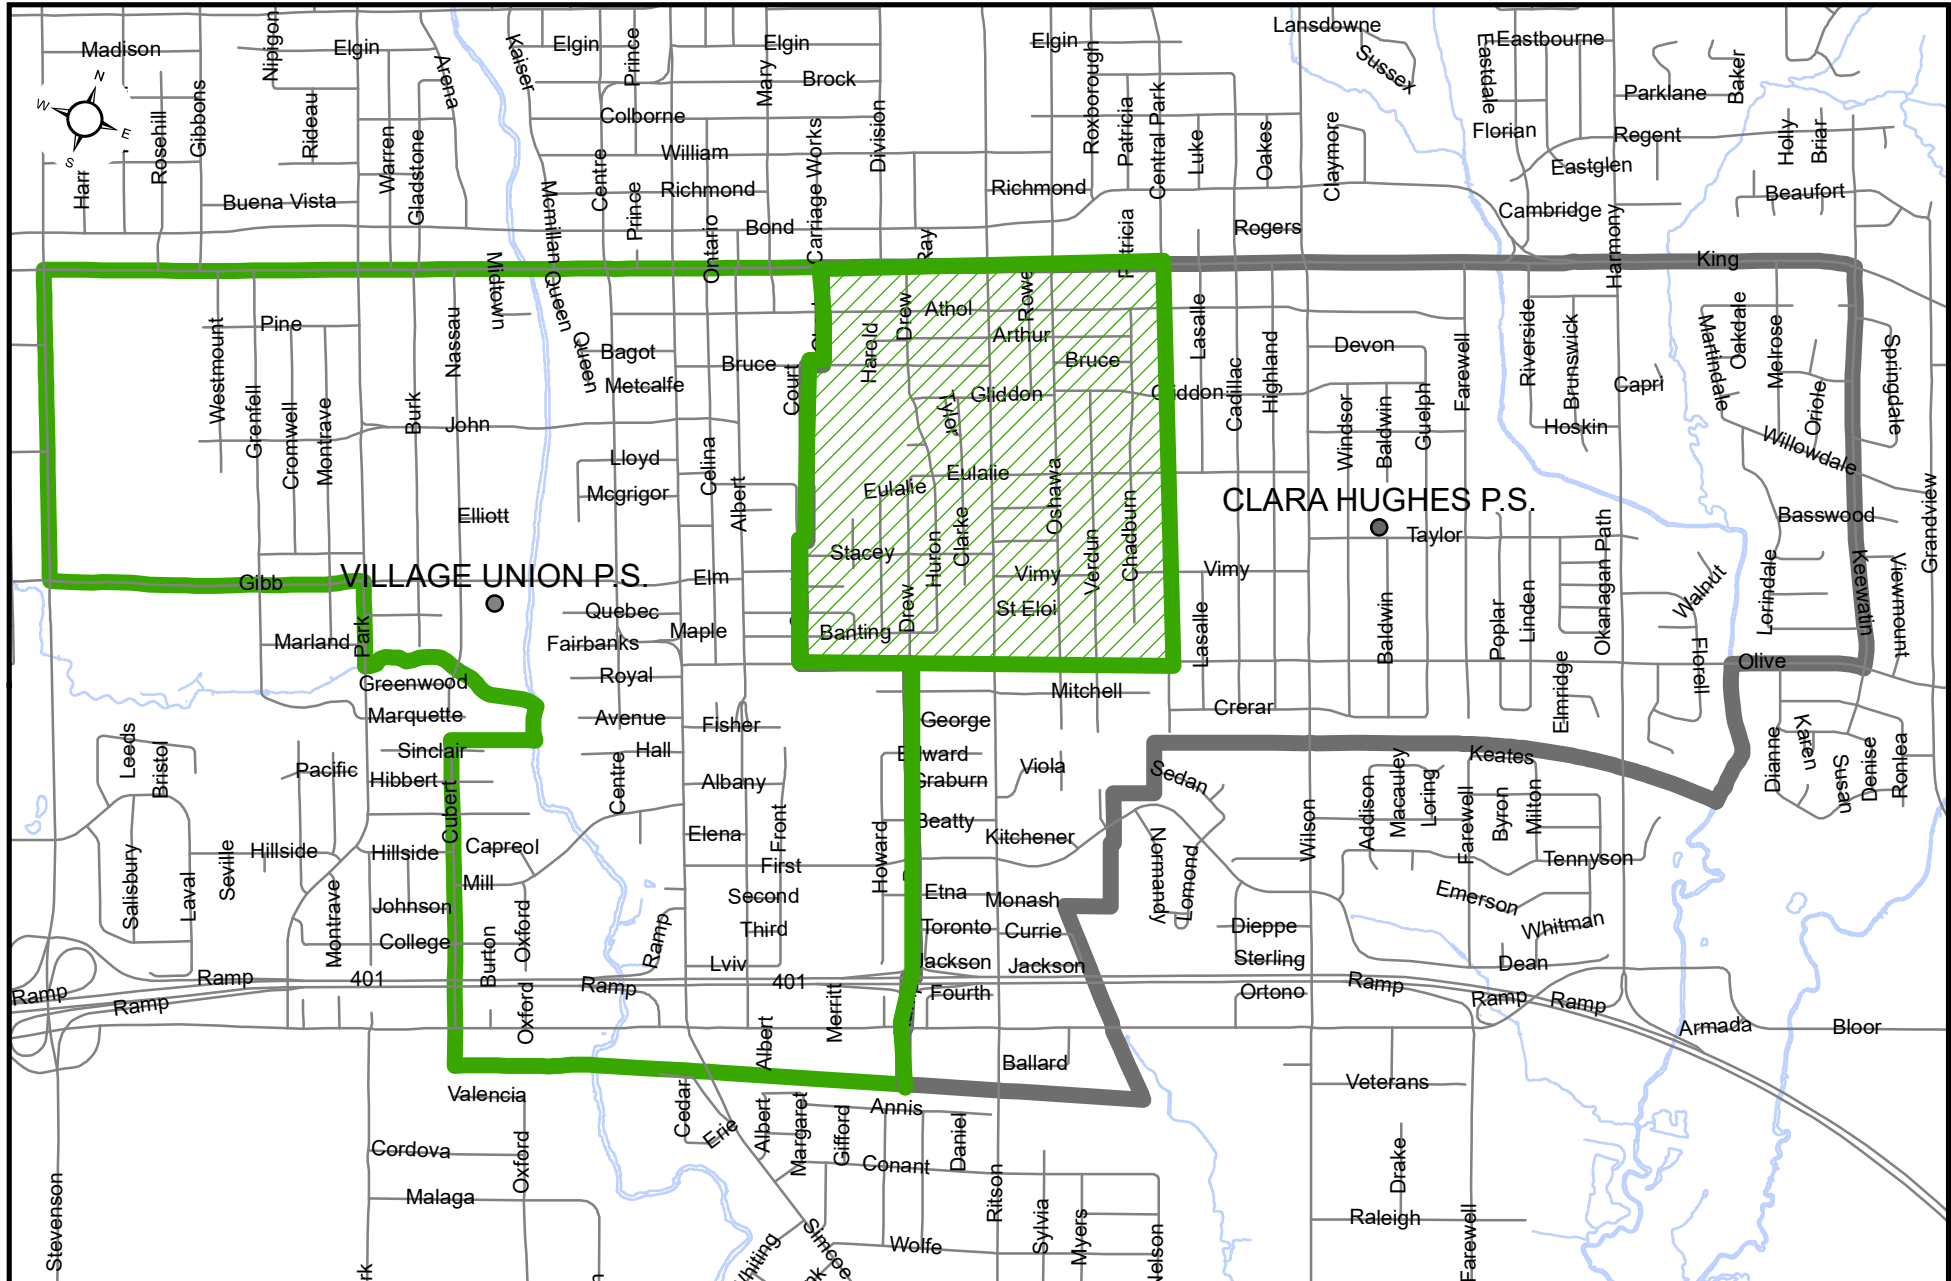 Lansdowne
Madison
Nipigon
Elgin
Kaiser
Elgin
Prince
Elgin
Elgin
Roxborough
Sussex
Eastdale
Eastbourne
N
W
E
S
Arena
Mary
Brock
Parklane
Baker
Rosehill
Gibbons
Rideau
Colborne
Division
Patricia
Central Park
Luke
Oakes
Claymore
Florian
Regent
Holly
Briar
Harr
Warren
Gladstone
William
Centre
Prince
Richmond
Carriage Works
Richmond
Eastglen
Beaufort
Buena Vista
Mcmillan
Ontario
Bond
Ray
Rogers
Cambridge
Harmony
Midtown
Queen
King
Pine
Westmount
Nassau
Queen
Bagot
Bruce
Metcalfe
Court
Harold
Drew
Athol
Rowe
Arthur
Bruce
Gliddon
Tylor
Lasalle
Gliddon
Cadillac
Highland
Devon
Farewell
Riverside
Brunswick
Capri
Martindale
Oakdale
Melrose
Springdale
Grenfell
Cromwell
Montrave
Burk
John
Windsor
Baldwin
Guelph
Hoskin
Oriole
Willowdale
Lloyd
Celina
Mcgrigor
Albert
Elliott
Eulalie
Eulalie
Oshawa
CLARA HUGHES P.S.
Taylor
Basswood
Grandview
Stacey
Huron
Clarke
Vimy
Verdun
Chadburn
Vimy
Okanagan Path
Walnut
Lorindale
Keewatin
Viewmount
Gibb
VILLAGE UNION P.S.
Elm
Quebec
Fairbanks
Maple
Marland
Park
Banting
Drew
St Eloi
Lasalle
Baldwin
Poplar
Linden
Florell
Olive
Greenwood
Royal
Mitchell
Crerar
Elmridge
Marquette
Avenue
Fisher
George
Leeds
Bristol
Sinclair
Hall
Edward
Pacific
Hibbert
Centre
Albany
Graburn
Viola
Sedan
Keates
Dianne
Karen
Susan
Denise
Ronlea
Cubert
Beatty
Kitchener
Wilson
Addison
Macauley
Loring
Farewell
Byron
Milton
Salisbury
Laval
Seville
Hillside
Hillside
Capreol
Elena
Front
First
Howard
Normandy
Lomond
Tennyson
Mill
Second
Etna
Monash
Emerson
Montrave
Johnson
Oxford
Third
Toronto
Currie
Dieppe
Whitman
College
Burton
Ramp
Lviv
Jackson
Jackson
Sterling
Dean
Ramp
Ramp
Ramp
401
Ramp
401
Fourth
Ortono
Ramp
Ramp
Ramp
Oxford
Albert
Merritt
Armada
Bloor
Ballard
Valencia
Cedar
Erie
Albert
Margaret
Gifford
Annis
Daniel
Veterans
Cordova
Oxford
Conant
Drake
Stevenson
Malaga
Ritson
Sylvia
Myers
Nelson
Raleigh
Farewell
Simcoe
Wolfe